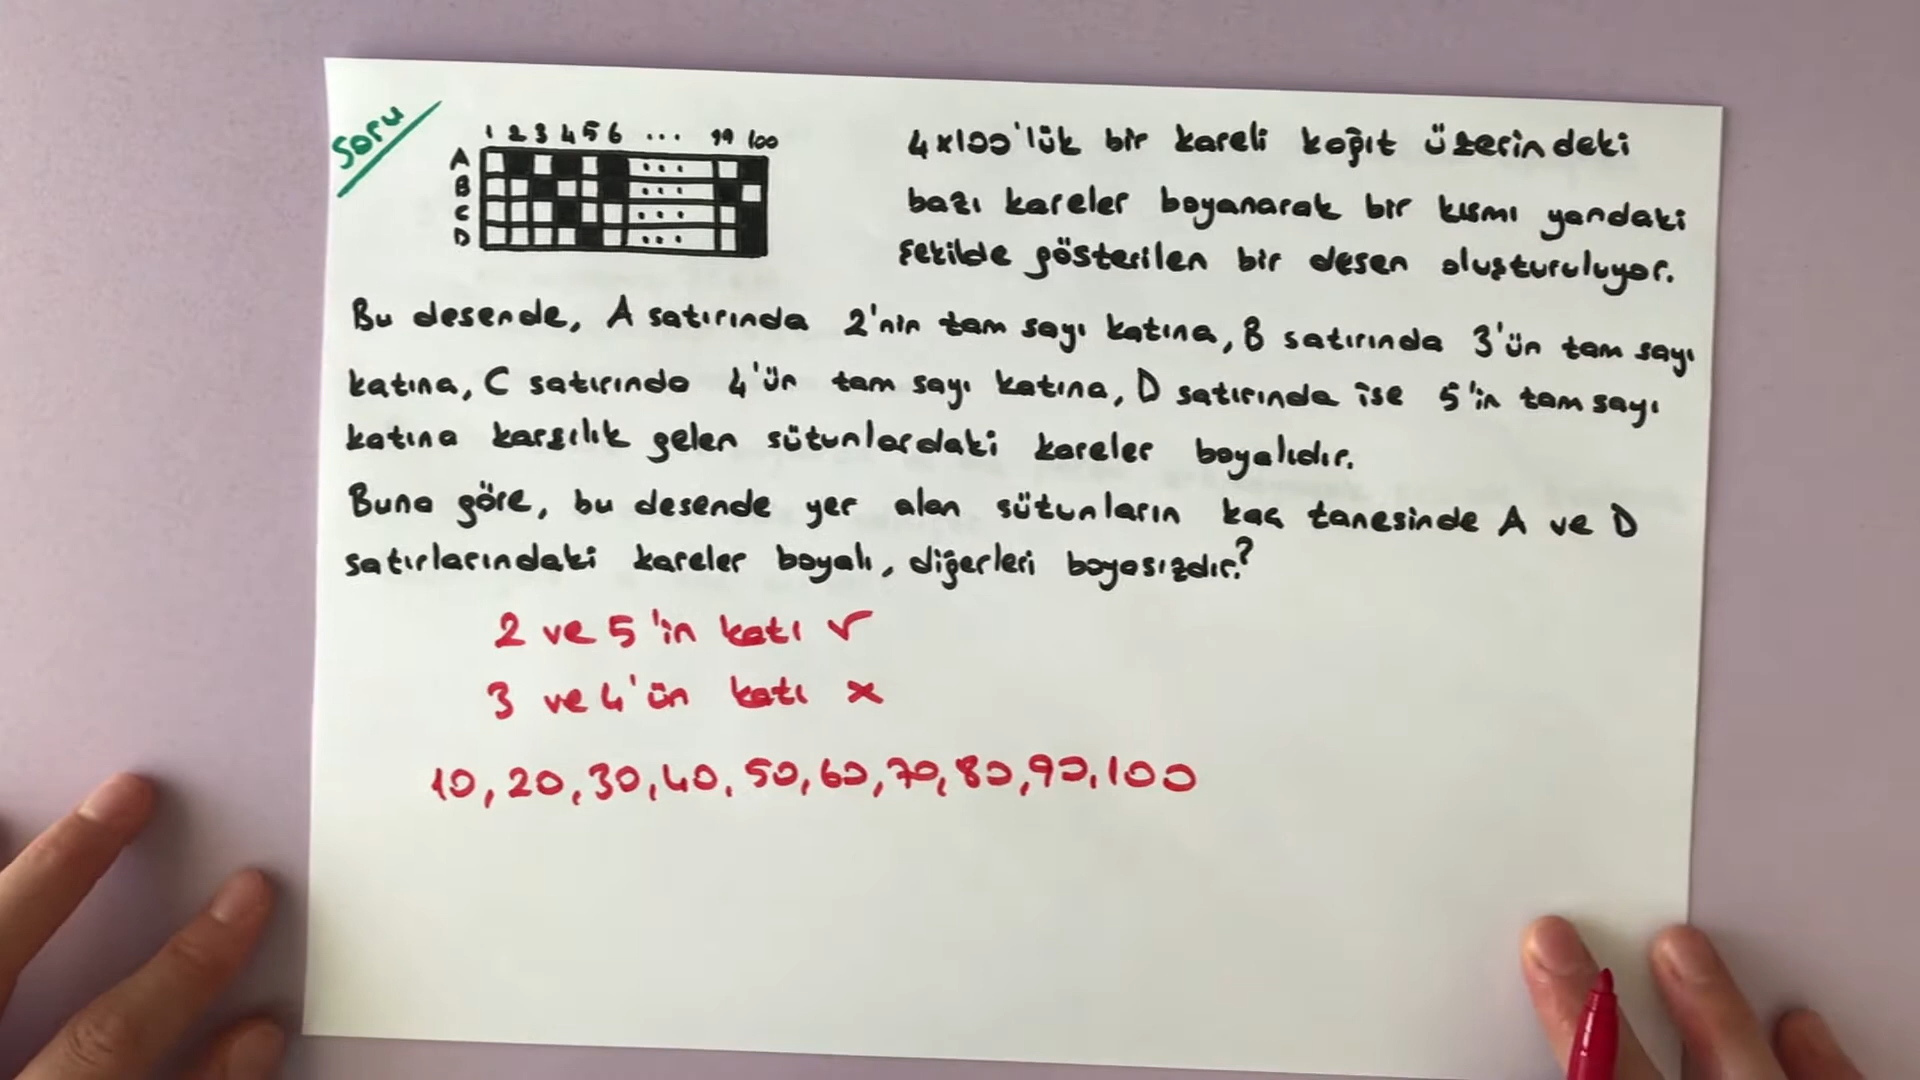 Soru
1 2 3 4 5 6 ... 99 100
A
B
C
D
4x100'lük bir kareli kağıt üzerindeki
bazı kareler boyanarak bir kısmı yandaki
şekilde gösterilen bir desen oluşturuluyor.
Bu desende, A satırında 2'nin tam sayı katına, B satırında 3'ün tam sayı
katına, C satırında 4'ün tam sayı katına, D satırında ise 5'in tam sayı
katına karşılık gelen sütunlardaki kareler boyalıdır.
Buna göre, bu desende yer alan sütunların kaç tanesinde A ve D
satırlarındaki kareler boyalı, diğerleri boyasızdır?
2 ve 5'in katı ✓
3 ve 4'ün katı x
10, 20, 30, 40, 50, 60, 70, 80, 90, 100